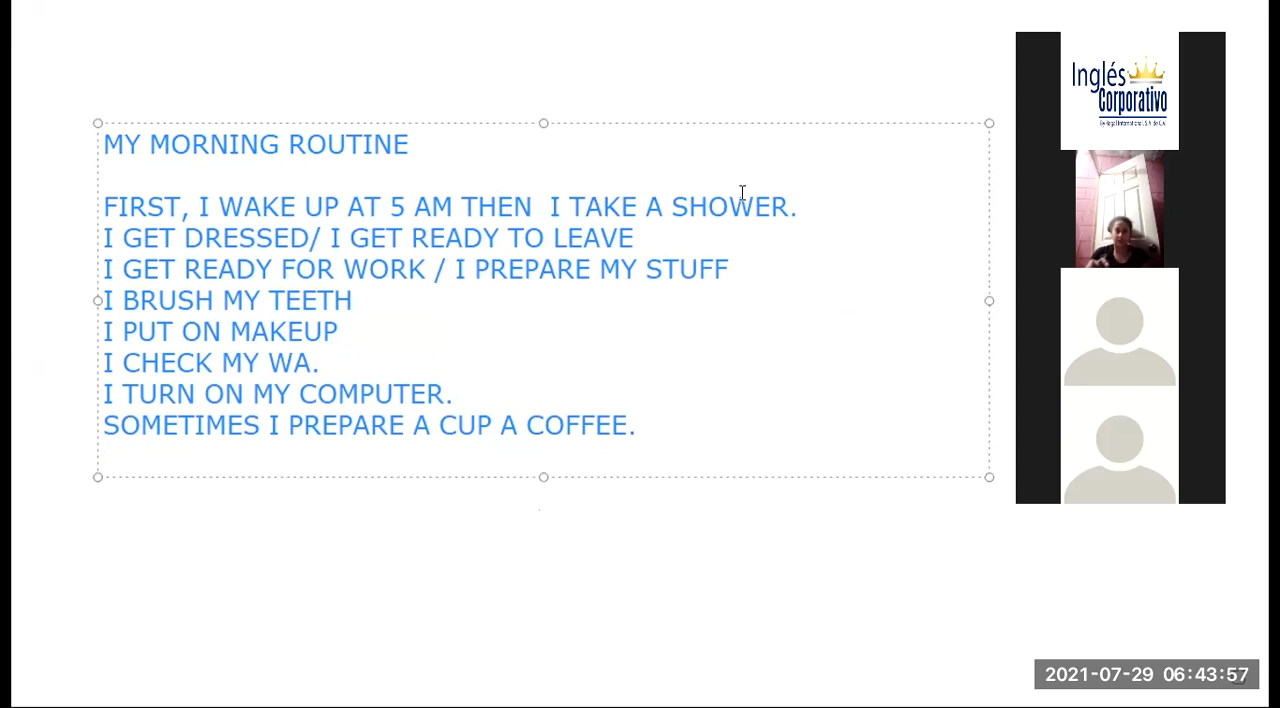 MY MORNING ROUTINE
FIRST, I WAKE UP AT 5 AM THEN  I TAKE A SHOWER.
I GET DRESSED/ I GET READY TO LEAVE
I GET READY FOR WORK / I PREPARE MY STUFF
I BRUSH MY TEETH
I PUT ON MAKEUP
I CHECK MY WA.
I TURN ON MY COMPUTER.
SOMETIMES I PREPARE A CUP A COFFEE.
Inglés
Corporativo
2021-07-29 06:43:57